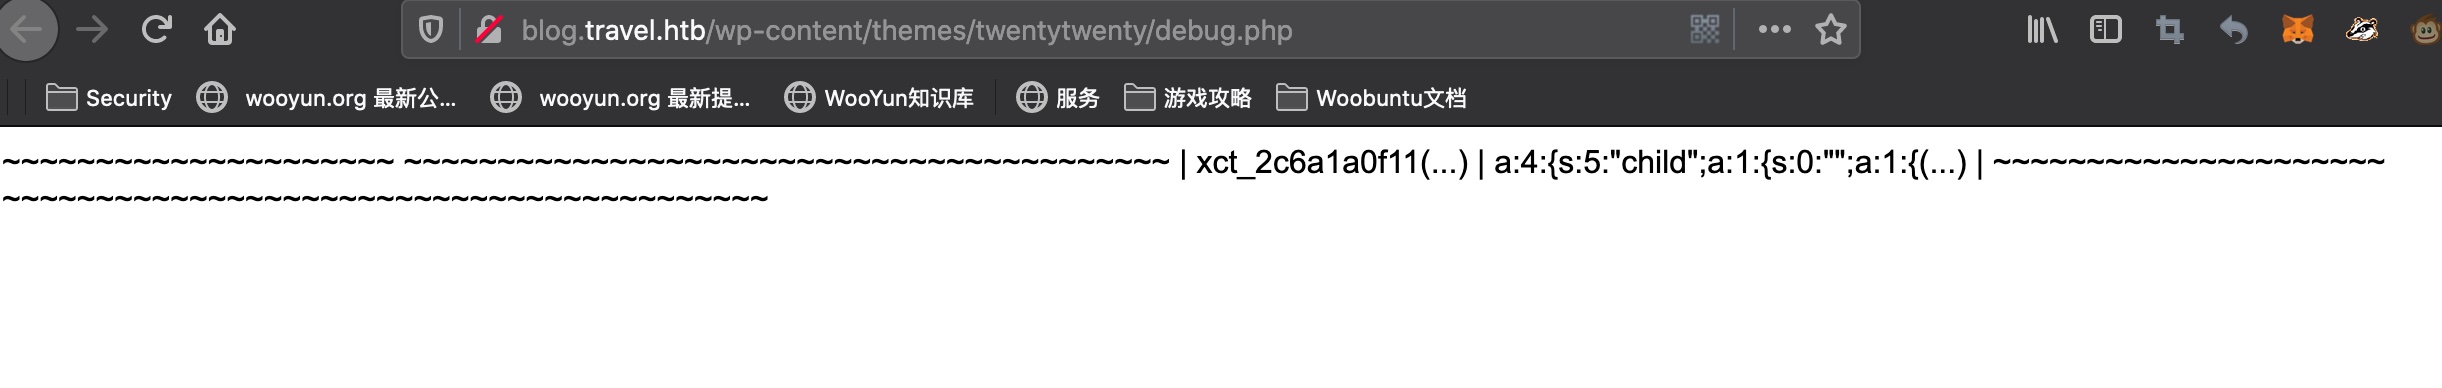 blog.travel.htb/wp-content/themes/twentytwenty/debug.php
Security wooyun.org 最新公... wooyun.org 最新提... WooYun知识库 服务 游戏攻略 Woobuntu文档
~~~~~~~~~~~~~~~~~~~~~ ~~~~~~~~~~~~~~~~~~~~~~~~~~~~~~~~~~~~~~~~~ | xct_2c6a1a0f11(...) | a:4:{s:5:"child";a:1:{s:0:"";a:1:{(...) | ~~~~~~~~~~~~~~~~~~~~~
~~~~~~~~~~~~~~~~~~~~~~~~~~~~~~~~~~~~~~~~~